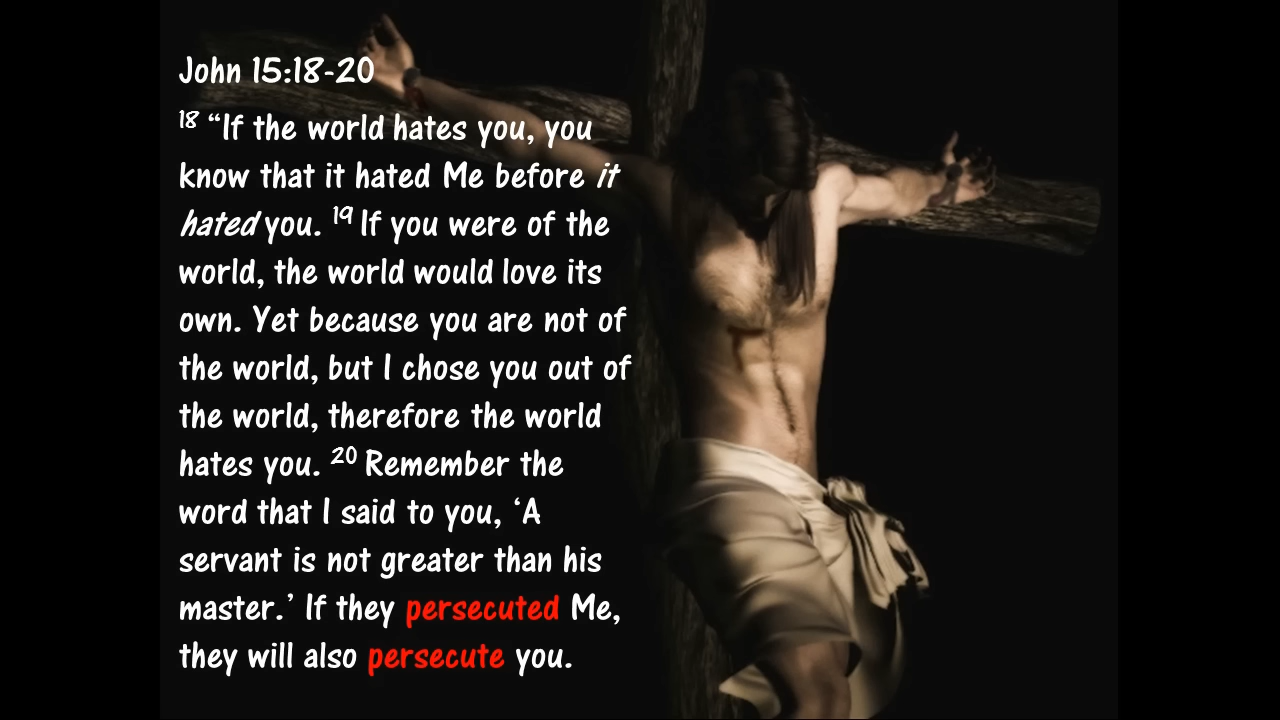 John 15:18-20
18 “If the world hates you, you
know that it hated Me before it
hated you. 19 If you were of the
world, the world would love its
own. Yet because you are not of
the world, but I chose you out of
the world, therefore the world
hates you. 20 Remember the
word that I said to you, ‘A
servant is not greater than his
master.’ If they persecuted Me,
they will also persecute you.